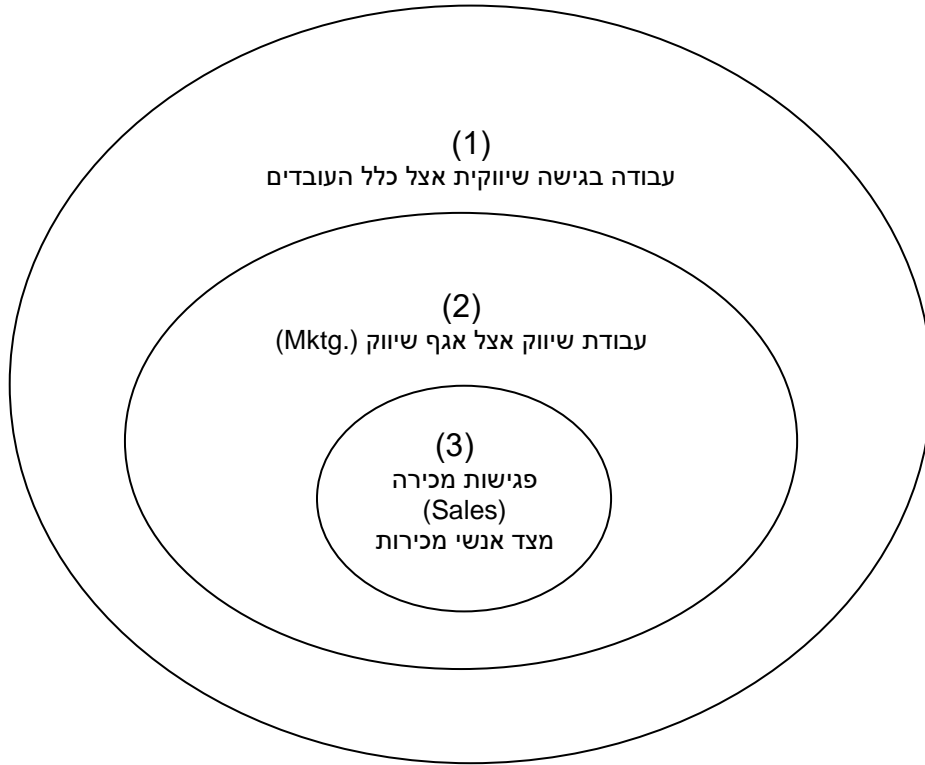 (1)
עבודה בגישה שיווקית אצל כלל העובדים
(2)
עבודת שיווק אצל אגף שיווק (Mktg.)
(3)
פגישות מכירה
(Sales)
מצד אנשי מכירות